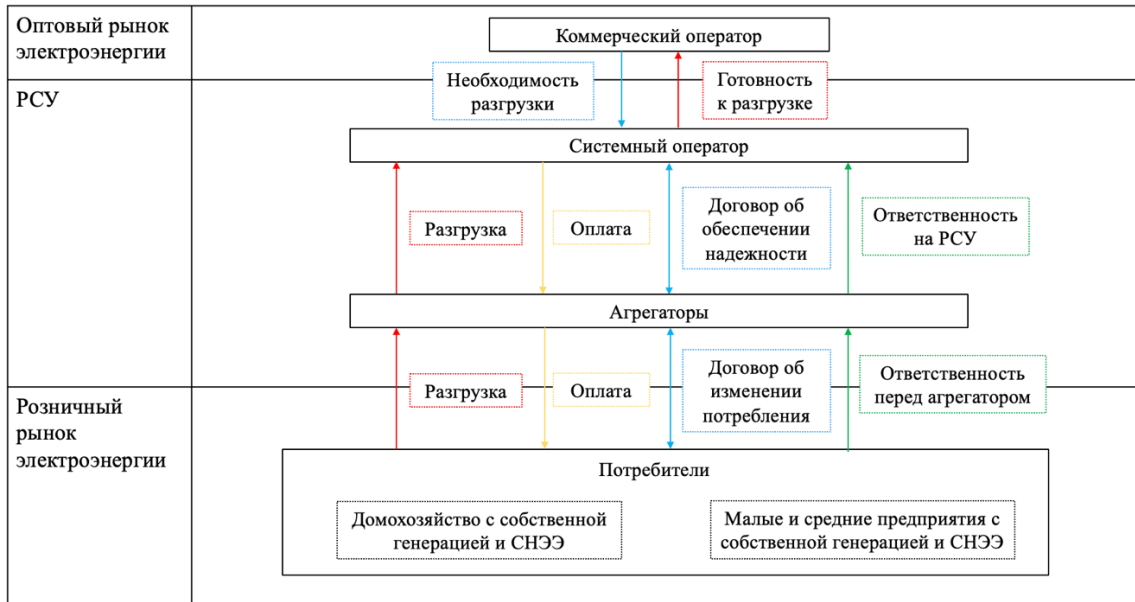 Оптовый рынок
электроэнергии
Коммерческий оператор
РСУ
Необходимость
разгрузки
Готовность
к разгрузке
Системный оператор
Разгрузка
Оплата
Договор об
обеспечении
надежности
Ответственность
на РСУ
Агрегаторы
Разгрузка
Оплата
Договор об
изменении
потребления
Ответственность
перед агрегатором
Розничный
рынок
электроэнергии
Потребители
Домохозяйство с собственной
генерацией и СНЭЭ
Малые и средние предприятия с
собственной генерацией и СНЭЭ